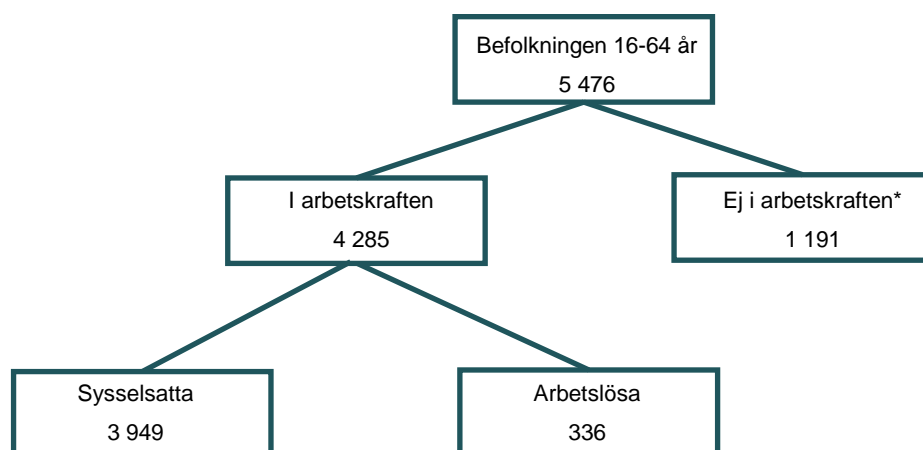 Befolkningen 16-64 år
5 476
I arbetskraften
4 285
Ej i arbetskraften*
1 191
Sysselsatta
3 949
Arbetslösa
336